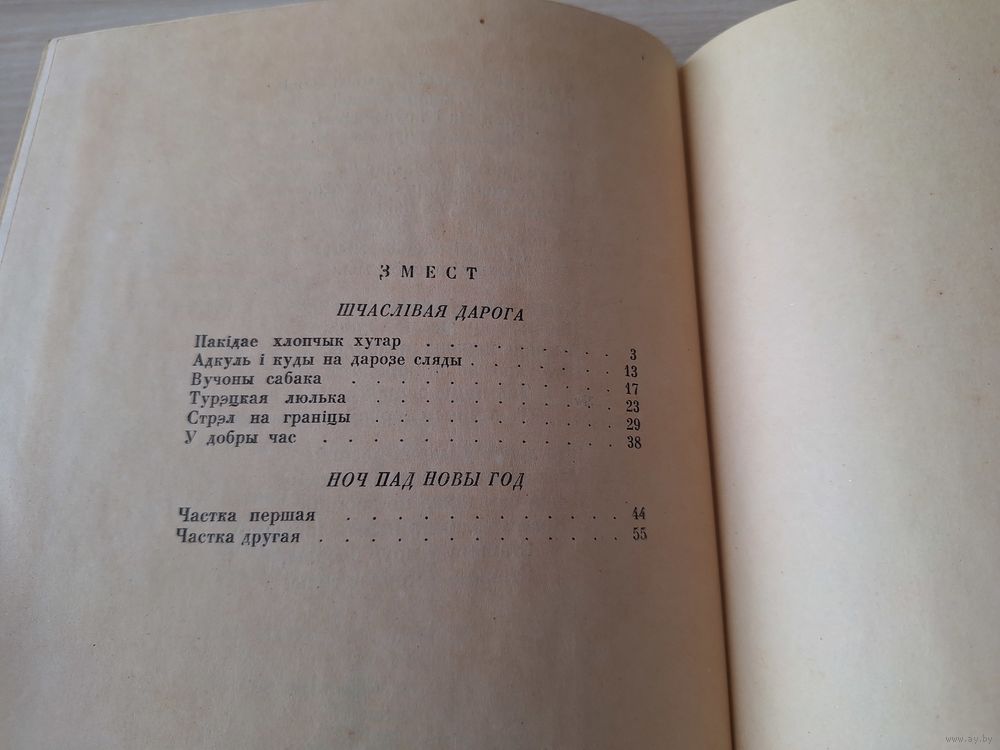 ЗМЕСТ
ШЧАСЛІВАЯ ДАРОГА
Пакідае хлопчык хутар . . . . . . . . 3
Адкуль і куды на дарозе сляды . . . . . . 13
Вучоны сабака . . . . . . . . . . 17
Турэцкая люлька . . . . . . . . . 23
Стрэл на граніцы . . . . . . . . . 29
У добры час . . . . . . . . . . . 38
НОЧ ПАД НОВЫ ГОД
Частка першая . . . . . . . . . . . 44
Частка другая . . . . . . . . . . . . 55
www.ay.by